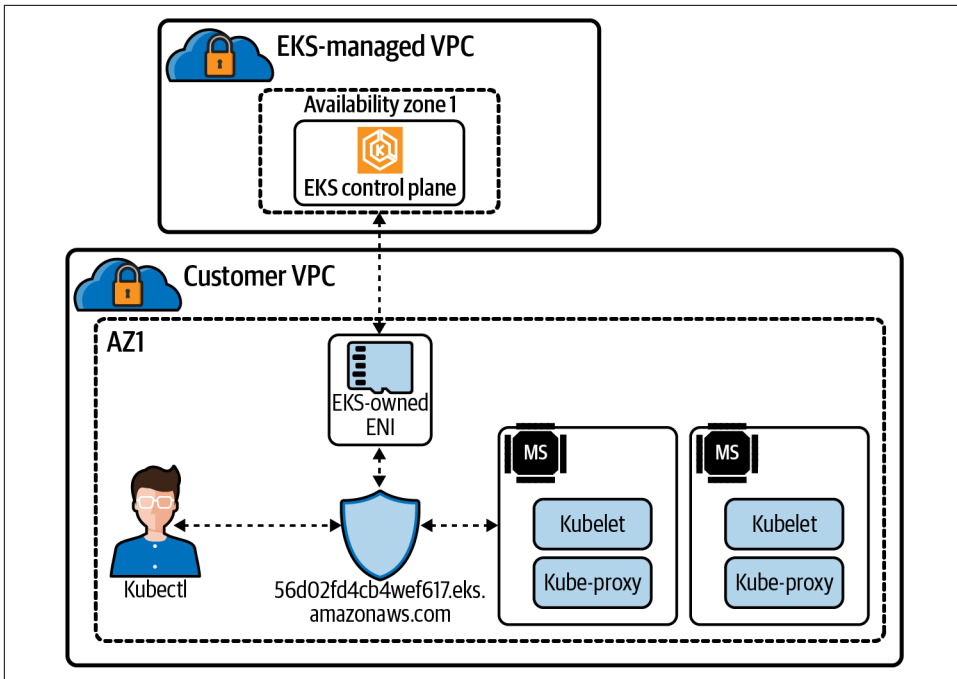 EKS-managed VPC
Availability zone 1
K
EKS control plane
Customer VPC
AZ1
EKS-owned
ENI
MS
MS
Kubelet
Kubelet
Kube-proxy
Kube-proxy
Kubectl
56d02fd4cb4wef617.eks.
amazonaws.com